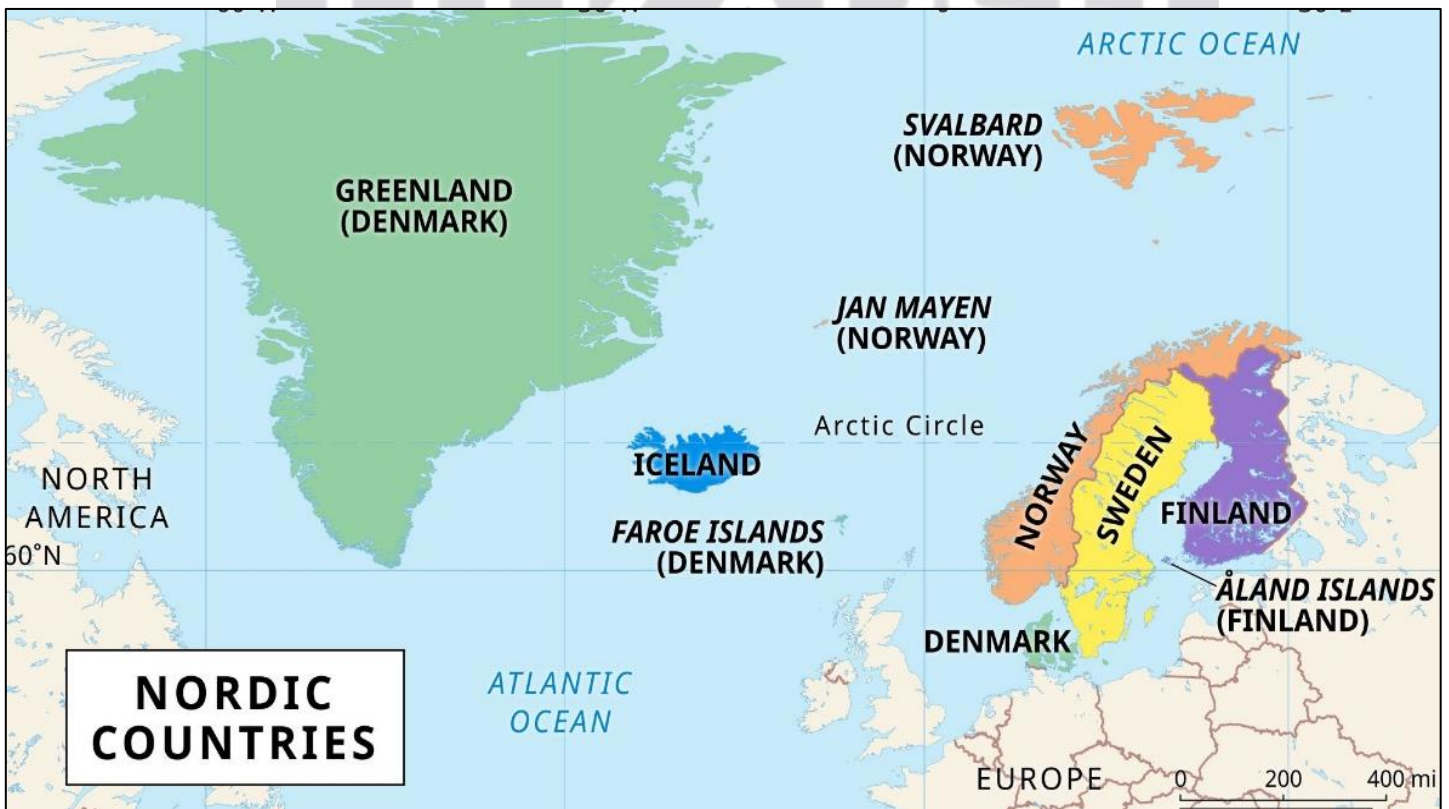 ARCTIC OCEAN
SVALBARD
(NORWAY)
GREENLAND
(DENMARK)
JAN MAYEN
(NORWAY)
Arctic Circle
ICELAND
NORWAY
SWEDEN
FINLAND
NORTH
AMERICA
FAROE ISLANDS
(DENMARK)
60°N
ÅLAND ISLANDS
(FINLAND)
DENMARK
NORDIC
COUNTRIES
ATLANTIC
OCEAN
EUROPE
0 200 400 mi